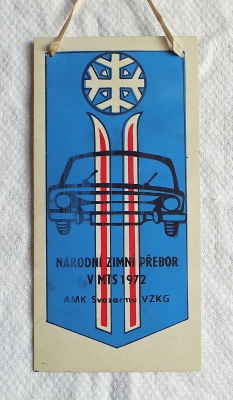 NÁRODNÍ ZIMNÍ PŘEBOR
V MTS 1972
AMK Svazarmu VZKG